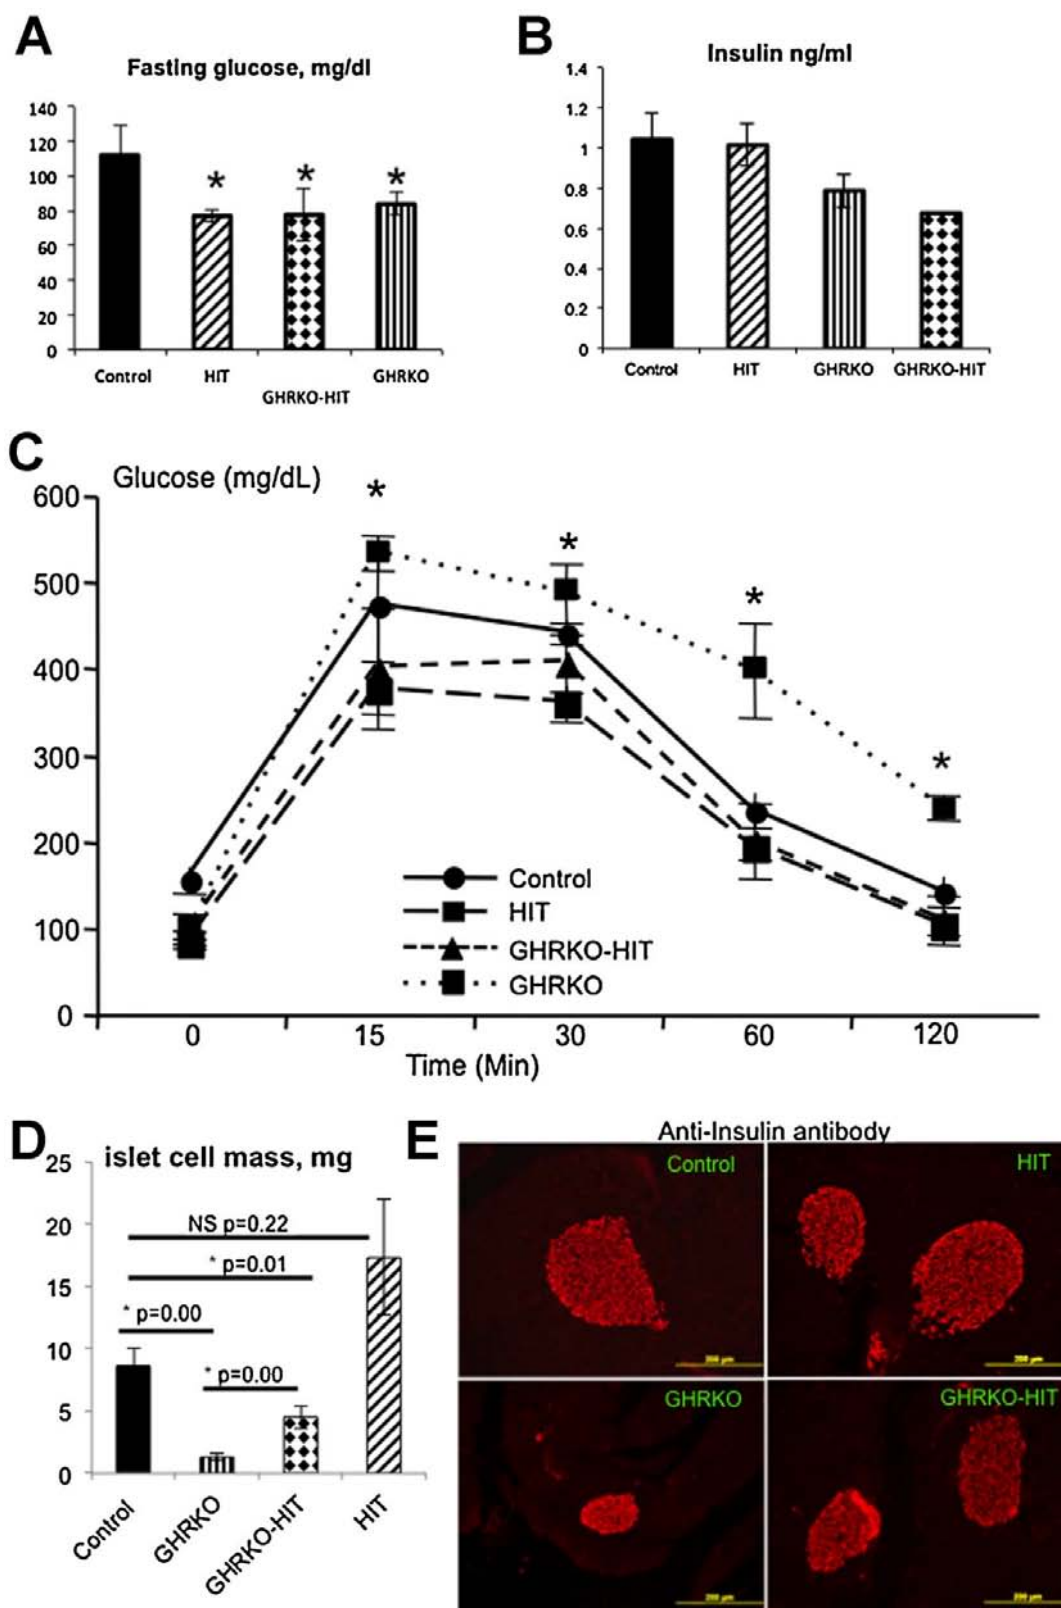 A
Fasting glucose, mg/dl
140
120
100
80
60
40
20
0
* * *
Control HIT GHRKO-HIT GHRKO
B
Insulin ng/ml
1.4
1.2
1
0.8
0.6
0.4
0.2
0
Control HIT GHRKO GHRKO-HIT
C
Glucose (mg/dL)
600
500
400
300
200
100
0
* * * *
Control
HIT
GHRKO-HIT
GHRKO
0 15 30 60 120
Time (Min)
D
islet cell mass, mg
25
20
15
10
5
0
NS p=0.22
* p=0.01
* p=0.00
* p=0.00
Control GHRKO GHRKO-HIT HIT
E
Anti-Insulin antibody
Control HIT
GHRKO GHRKO-HIT